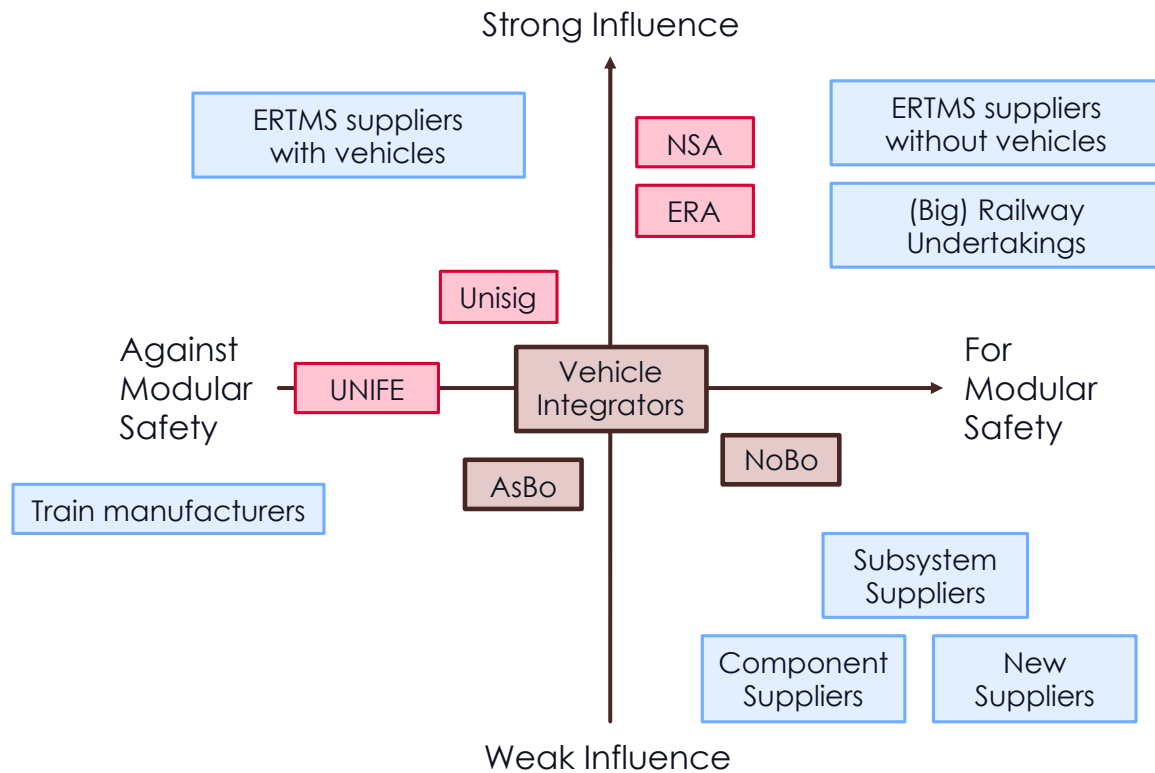 Strong Influence
ERTMS suppliers
with vehicles
NSA
ERTMS suppliers
without vehicles
ERA
(Big) Railway
Undertakings
Unisig
Against
Modular
Safety
UNIFE
Vehicle
Integrators
For
Modular
Safety
NoBo
AsBo
Train manufacturers
Subsystem
Suppliers
Component
Suppliers
New
Suppliers
Weak Influence